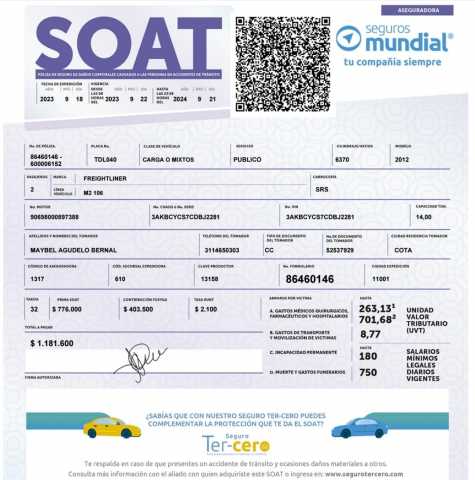 ASEGURADORA
SOAT
seguros
mundial
tu compañía siempre
PÓLIZA DE SEGURO DE DAÑOS CORPORALES CAUSADOS A LAS PERSONAS EN ACCIDENTES DE TRÁNSITO
FECHA DE EXPEDICIÓN VIGENCIA
AÑO MES DÍA DESDE LAS 00 HORAS DEL AÑO MES DÍA HASTA LAS 23:59 HORAS DEL AÑO MES DÍA
2023 9 18 2023 9 22 2024 9 21
No. DE PÓLIZA PLACA No. CLASE DE VEHÍCULO SERVICIO CILINDRAJE/VATIOS MODELO
86460146 - TDL040 CARGA O MIXTOS PUBLICO 6370 2012
600006152
PASAJEROS MARCA FREIGHTLINER CARROCERÍA
2 LÍNEA VEHÍCULO M2 106 SRS
No. MOTOR No. CHASIS ó No. SERIE No. VIN CAPACIDAD TON.
90658000897388 3AKBCYCS7CDBJ2281 3AKBCYCS7CDBJ2281 14,00
APELLIDOS Y NOMBRES DEL TOMADOR TELÉFONO DEL TOMADOR TIPO DE DOCUMENTO DEL TOMADOR No. DE DOCUMENTO DEL TOMADOR CIUDAD RESIDENCIA TOMADOR
MAYBEL AGUDELO BERNAL 3114650303 CC 52537929 COTA
CÓDIGO DE ASEGURADORA CÓD. SUCURSAL EXPEDIDORA CLAVE PRODUCTOR No. FORMULARIO CIUDAD EXPEDICIÓN
1317 610 13158 86460146 11001
TARIFA PRIMA SOAT CONTRIBUCIÓN FOSYGA TASA RUNT
32 $ 776.000 $ 403.500 $ 2.100
TOTAL A PAGAR
$ 1.181.600
FIRMA AUTORIZADA
AMPAROS POR VICTIMA HASTA
A. GASTOS MÉDICOS QUIRURGICOS, FARMACÉUTICOS Y HOSPITALARIOS 263,13¹
701,68²
B. GASTOS DE TRANSPORTE Y MOVILIZACIÓN DE VICTIMAS 8,77
UNIDAD VALOR TRIBUTARIO (UVT)
HASTA
C. INCAPACIDAD PERMANENTE 180
D. MUERTE Y GASTOS FUNERARIOS 750
SALARIOS MÍNIMOS LEGALES DIARIOS VIGENTES
¿SABÍAS QUE CON NUESTRO SEGURO TER-CERO PUEDES
COMPLEMENTAR LA PROTECCIÓN QUE TE DA EL SOAT?
Seguro
Ter-cero
Te respalda en caso de que presentes un accidente de tránsito y ocasiones daños materiales a otros.
Consulta más información con el aliado con quien adquiriste este SOAT o ingresa en: www.segurotercero.com